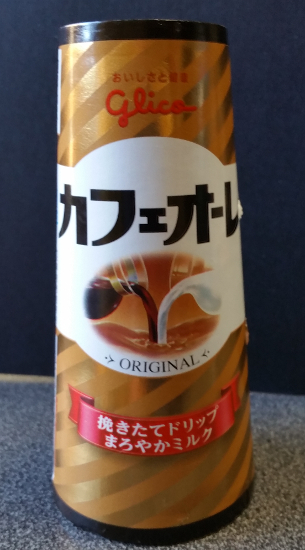 おいしさと健康
Glico
カフェオーレ
ORIGINAL
挽きたてドリップ
まろやかミルク